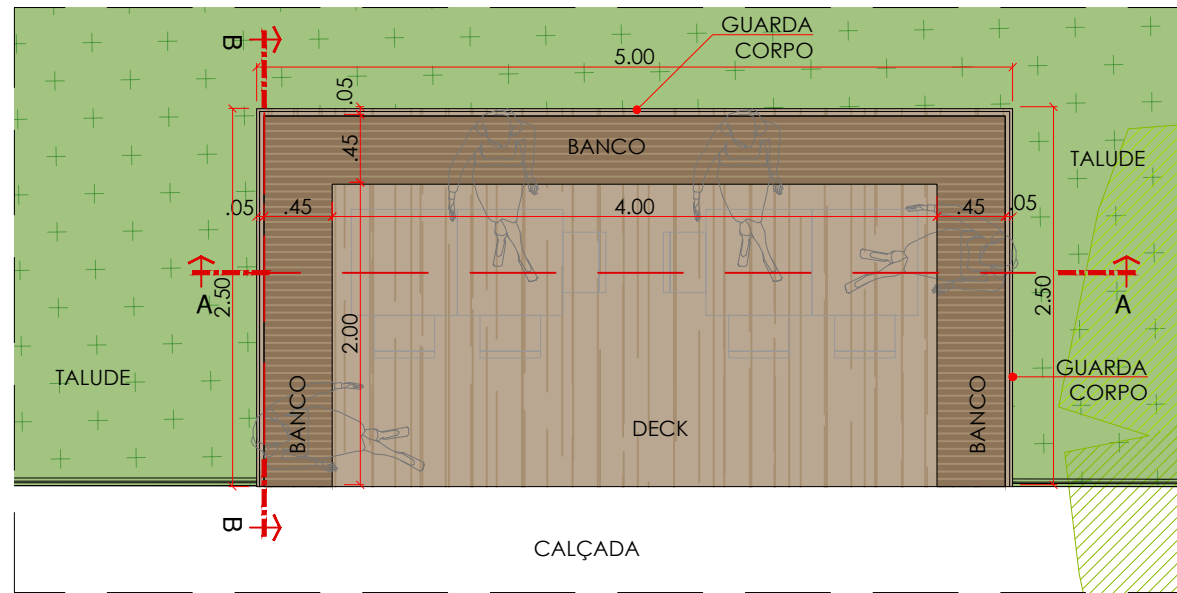 GUARDA
CORPO
B
5.00
.05
.45
BANCO
TALUDE
.05
.45
4.00
.45
.05
A
2.50
2.50
A
2.00
TALUDE
BANCO
DECK
BANCO
GUARDA
CORPO
B
CALÇADA